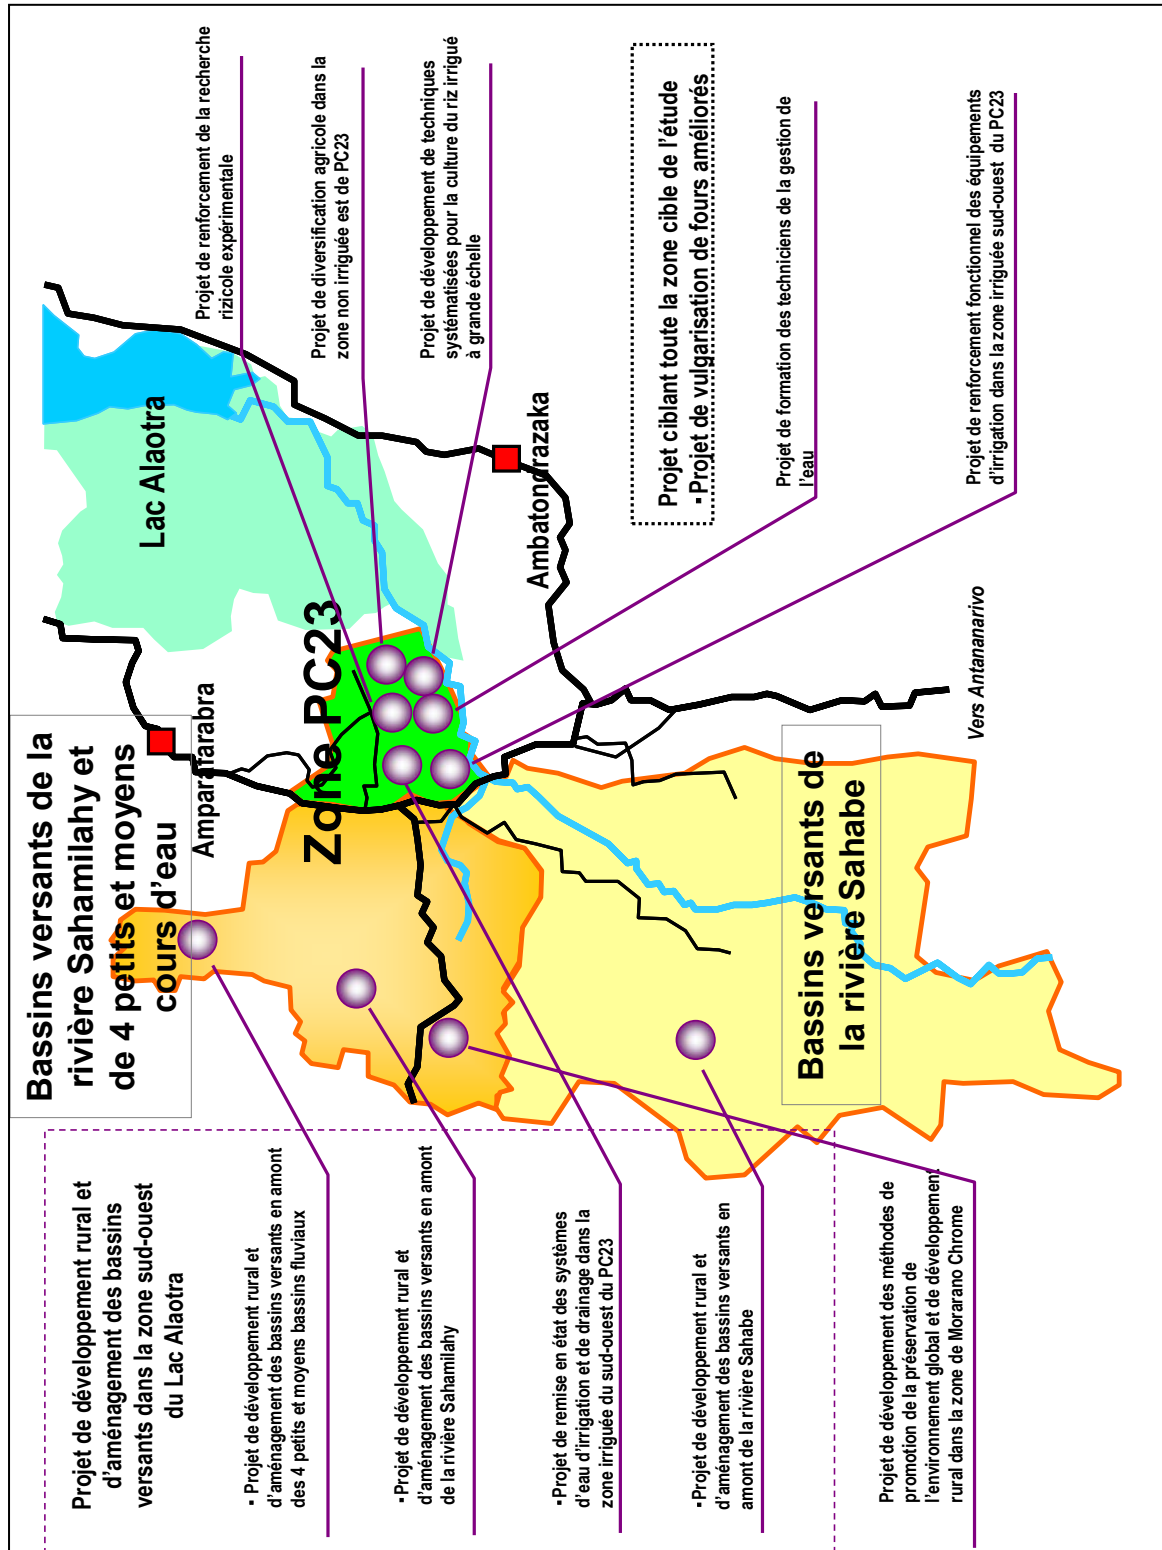 Projet de développement rural et
d'aménagement des bassins
versants dans la zone sud-ouest
du Lac Alaotra
▪ Projet de développement rural et
d'aménagement des bassins versants en amont
des 4 petits et moyens bassins fluviaux
▪Projet de développement rural et
d'aménagement des bassins versants en amont
de la rivière Sahamilahy
▪Projet de remise en état des systèmes
d'eau d'irrigation et de drainage dans la
zone irriguée du sud-ouest du PC23
▪Projet de développement rural et
d'aménagement des bassins versants en
amont de la rivière Sahabe
Projet de développement des méthodes de
promotion de la préservation de
l'environnement global et de développement
rural dans la zone de Morarano Chrome
Bassins versants de la
rivière Sahamilahy et
de 4 petits et moyens
cours d'eau
Amparafarabra
Zone PC23
Bassins versants de
la rivière Sahabe
Lac Alaotra
Ambatondrazaka
Vers Antananarivo
Projet de renforcement de la recherche
rizicole expérimentale
Projet de diversification agricole dans la
zone non irriguée est de PC23
Projet de développement de techniques
systématisées pour la culture du riz irrigué
à grande échelle
Projet ciblant toute la zone cible de l'étude
▪Projet de vulgarisation de fours améliorés
Projet de formation des techniciens de la gestion de
l'eau
Projet de renforcement fonctionnel des équipements
d'irrigation dans la zone irriguée sud-ouest du PC23